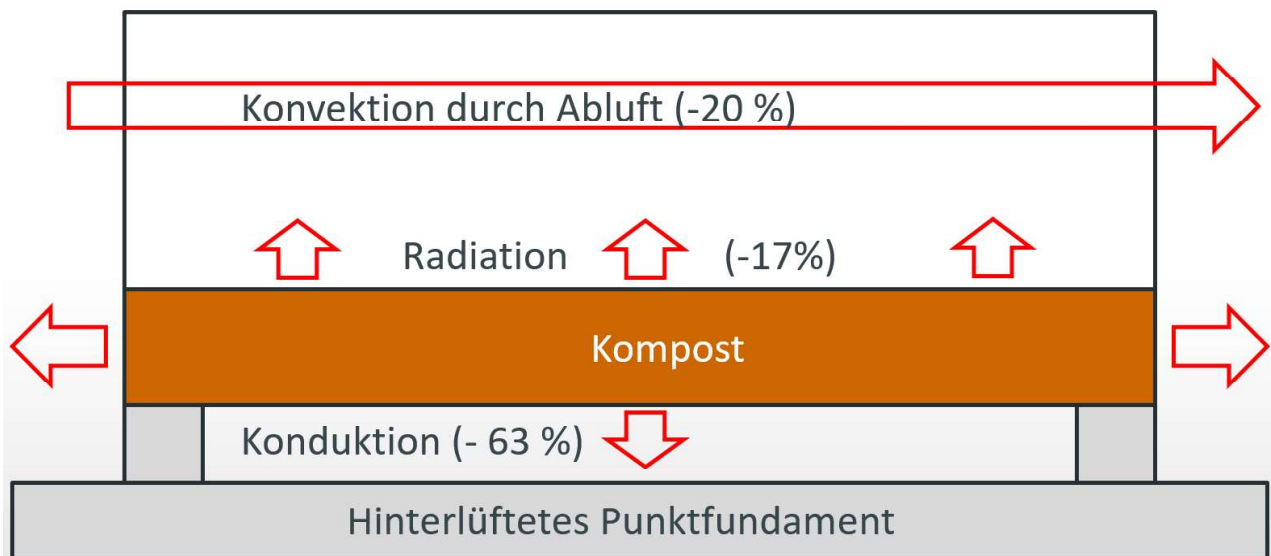 Konvektion durch Abluft (-20 %)
Radiation (-17%)
Kompost
Konduktion (- 63 %)
Hinterlüftetes Punktfundament